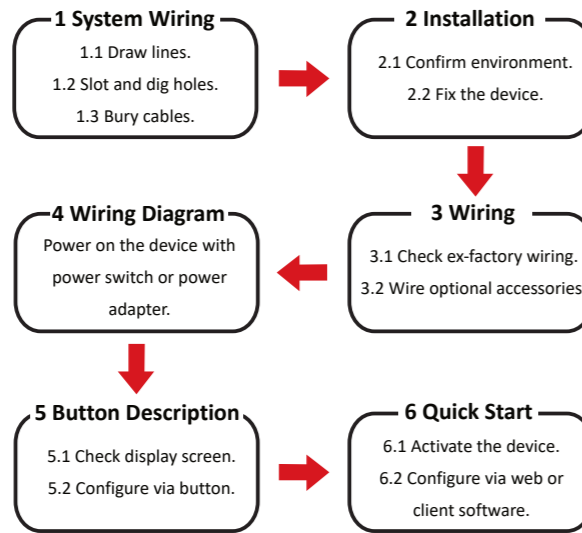 1 System Wiring
1.1 Draw lines.
1.2 Slot and dig holes.
1.3 Bury cables.
2 Installation
2.1 Confirm environment.
2.2 Fix the device.
3 Wiring
3.1 Check ex-factory wiring.
3.2 Wire optional accessories
4 Wiring Diagram
Power on the device with
power switch or power
adapter.
5 Button Description
5.1 Check display screen.
5.2 Configure via button.
6 Quick Start
6.1 Activate the device.
6.2 Configure via web or
client software.